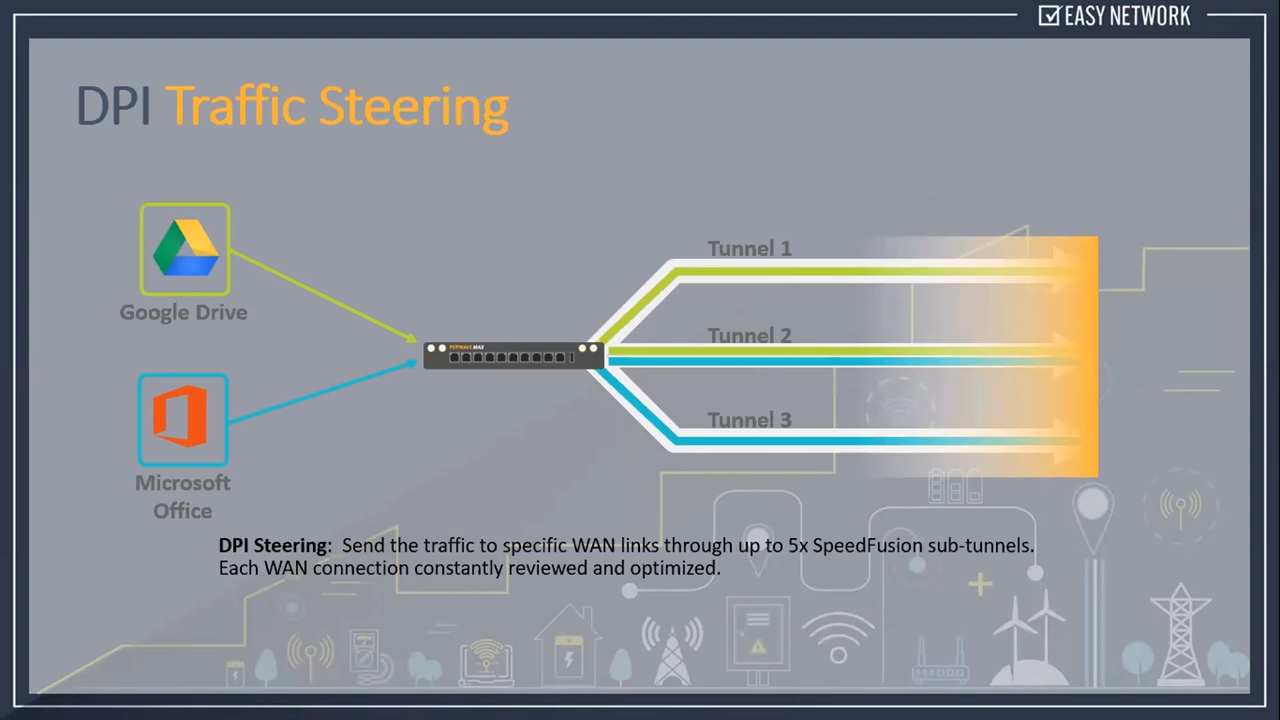 EASY NETWORK
DPI Traffic Steering
Tunnel 1
Google Drive
Tunnel 2
PEPWAVE MAX
Tunnel 3
Microsoft
Office
DPI Steering: Send the traffic to specific WAN links through up to 5x SpeedFusion sub-tunnels.
Each WAN connection constantly reviewed and optimized.